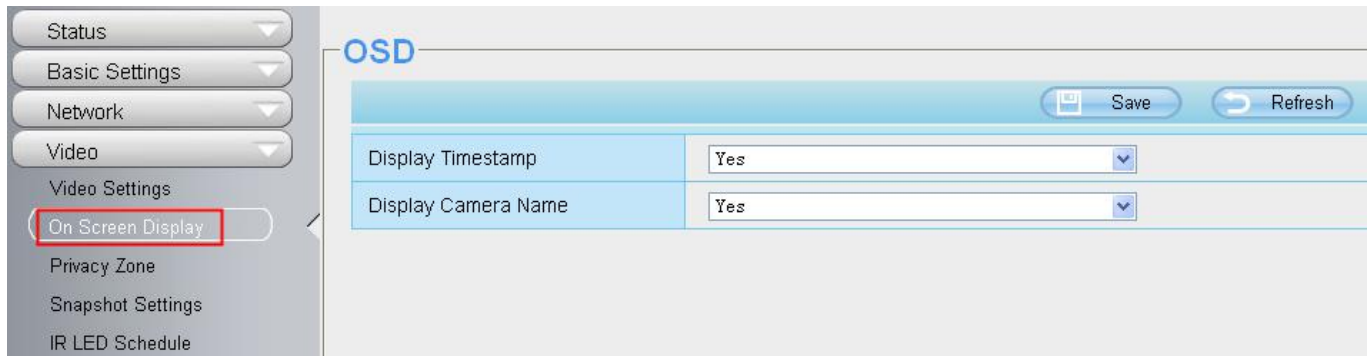 Status
Basic Settings
Network
Video
Video Settings
On Screen Display
Privacy Zone
Snapshot Settings
IR LED Schedule
OSD
Save Refresh
Display Timestamp Yes
Display Camera Name Yes